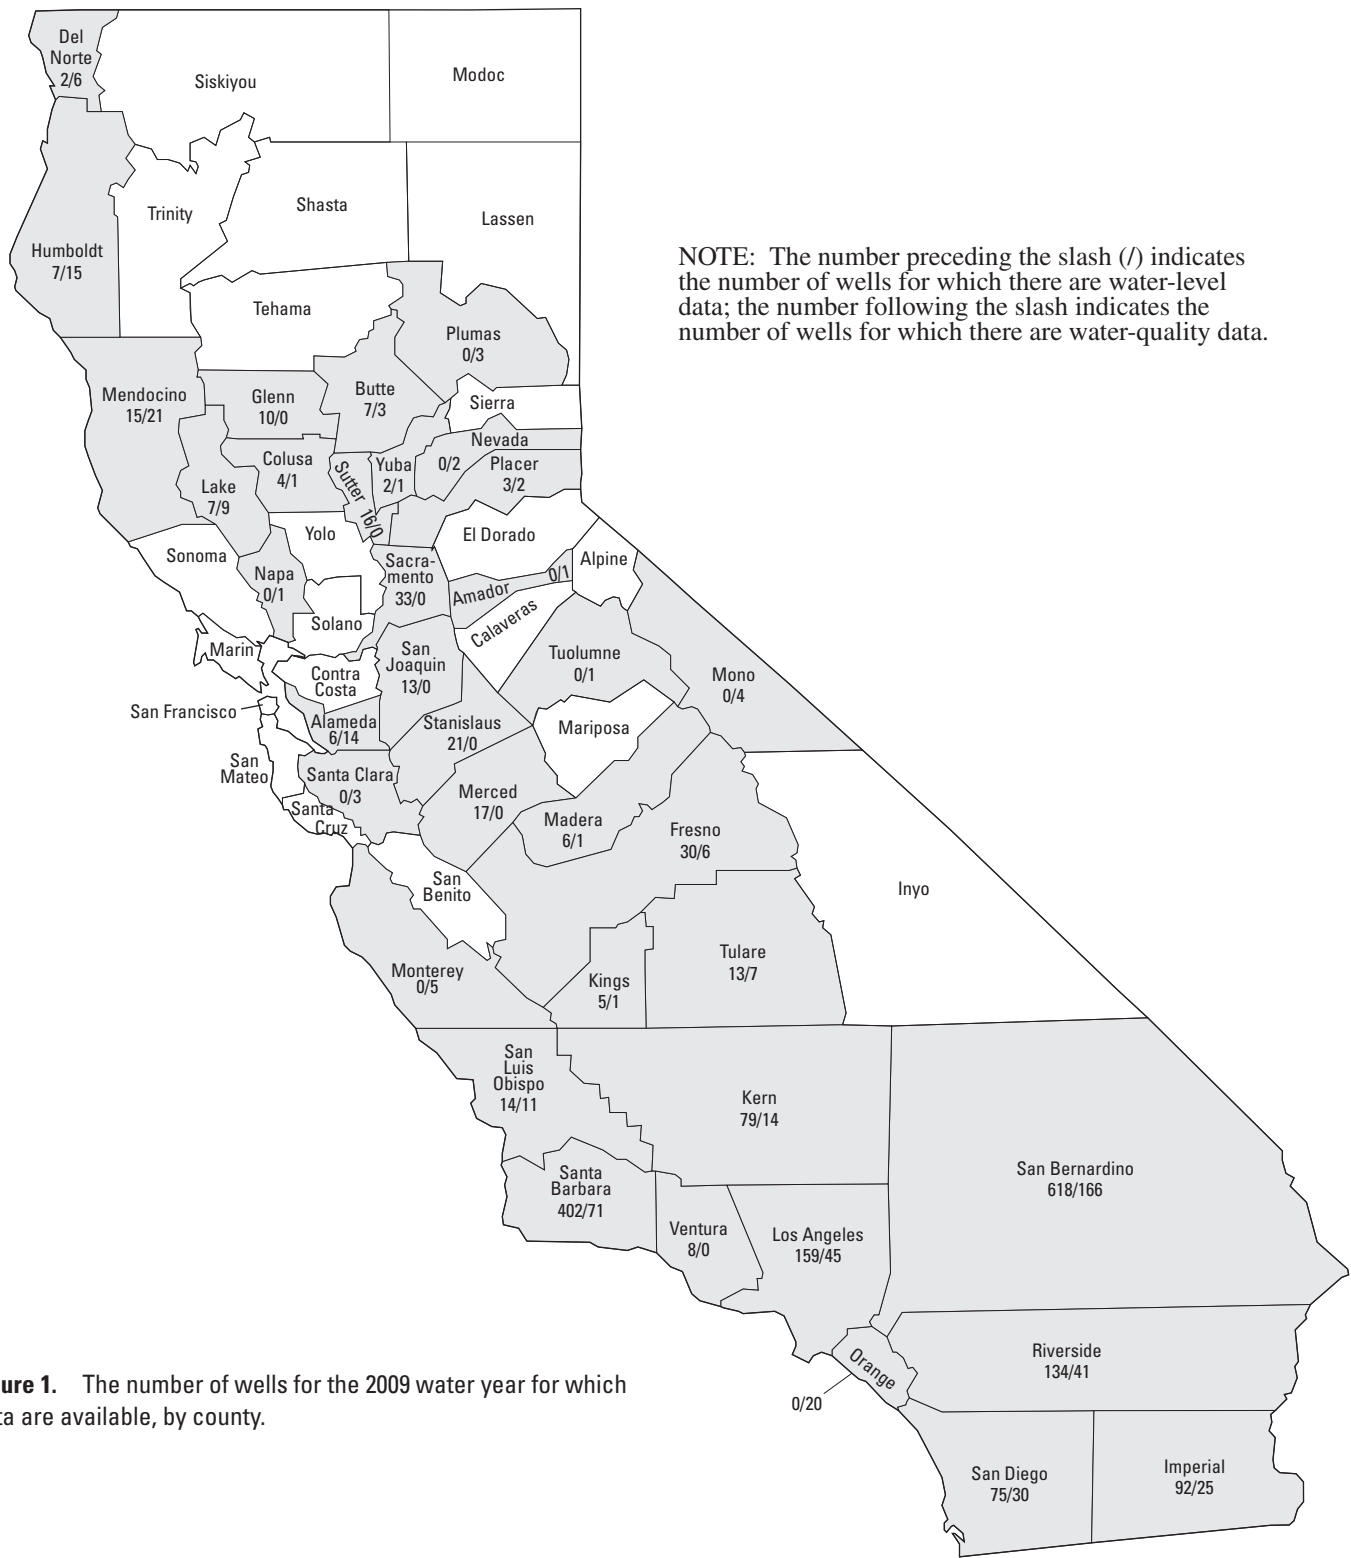 Del
Norte
2/6
Siskiyou
Modoc
Trinity
Shasta
Lassen
Humboldt
7/15
NOTE: The number preceding the slash (/) indicates
the number of wells for which there are water-level
data; the number following the slash indicates the
number of wells for which there are water-quality data.
Tehama
Plumas
0/3
Mendocino
15/21
Glenn
10/0
Butte
7/3
Sierra
Nevada
0/2
Colusa
4/1
Sutter 16/0
Yuba
2/1
Placer
3/2
Lake
7/9
Yolo
El Dorado
Sonoma
Alpine
Napa
0/1
Sacra-
mento
33/0
Amador 0/1
Calaveras
Solano
Marin
Contra
Costa
San
Joaquin
13/0
Tuolumne
0/1
Mono
0/4
San Francisco
Alameda
6/14
Stanislaus
21/0
Mariposa
San
Mateo
Santa Clara
0/3
Santa
Cruz
Merced
17/0
Madera
6/1
Fresno
30/6
San
Benito
Inyo
Monterey
0/5
Kings
5/1
Tulare
13/7
San
Luis
Obispo
14/11
Kern
79/14
San Bernardino
618/166
Santa
Barbara
402/71
Ventura
8/0
Los Angeles
159/45
Orange
0/20
Riverside
134/41
San Diego
75/30
Imperial
92/25
ure 1. The number of wells for the 2009 water year for which
ta are available, by county.